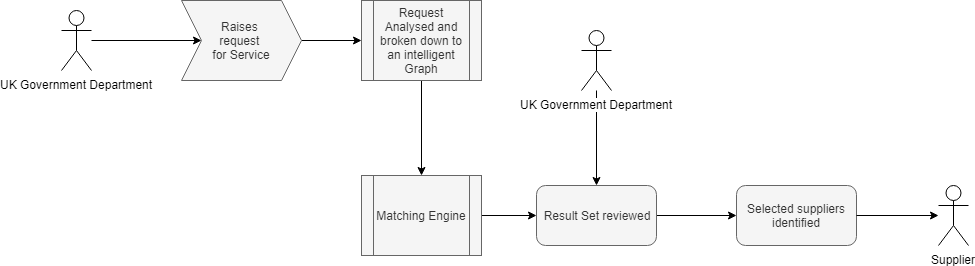 UK Government Department
Raises
request
for Service
Request
Analysed and
broken down to
an intelligent
Graph
UK Government Department
Matching Engine
Result Set reviewed
Selected suppliers
identified
Supplier